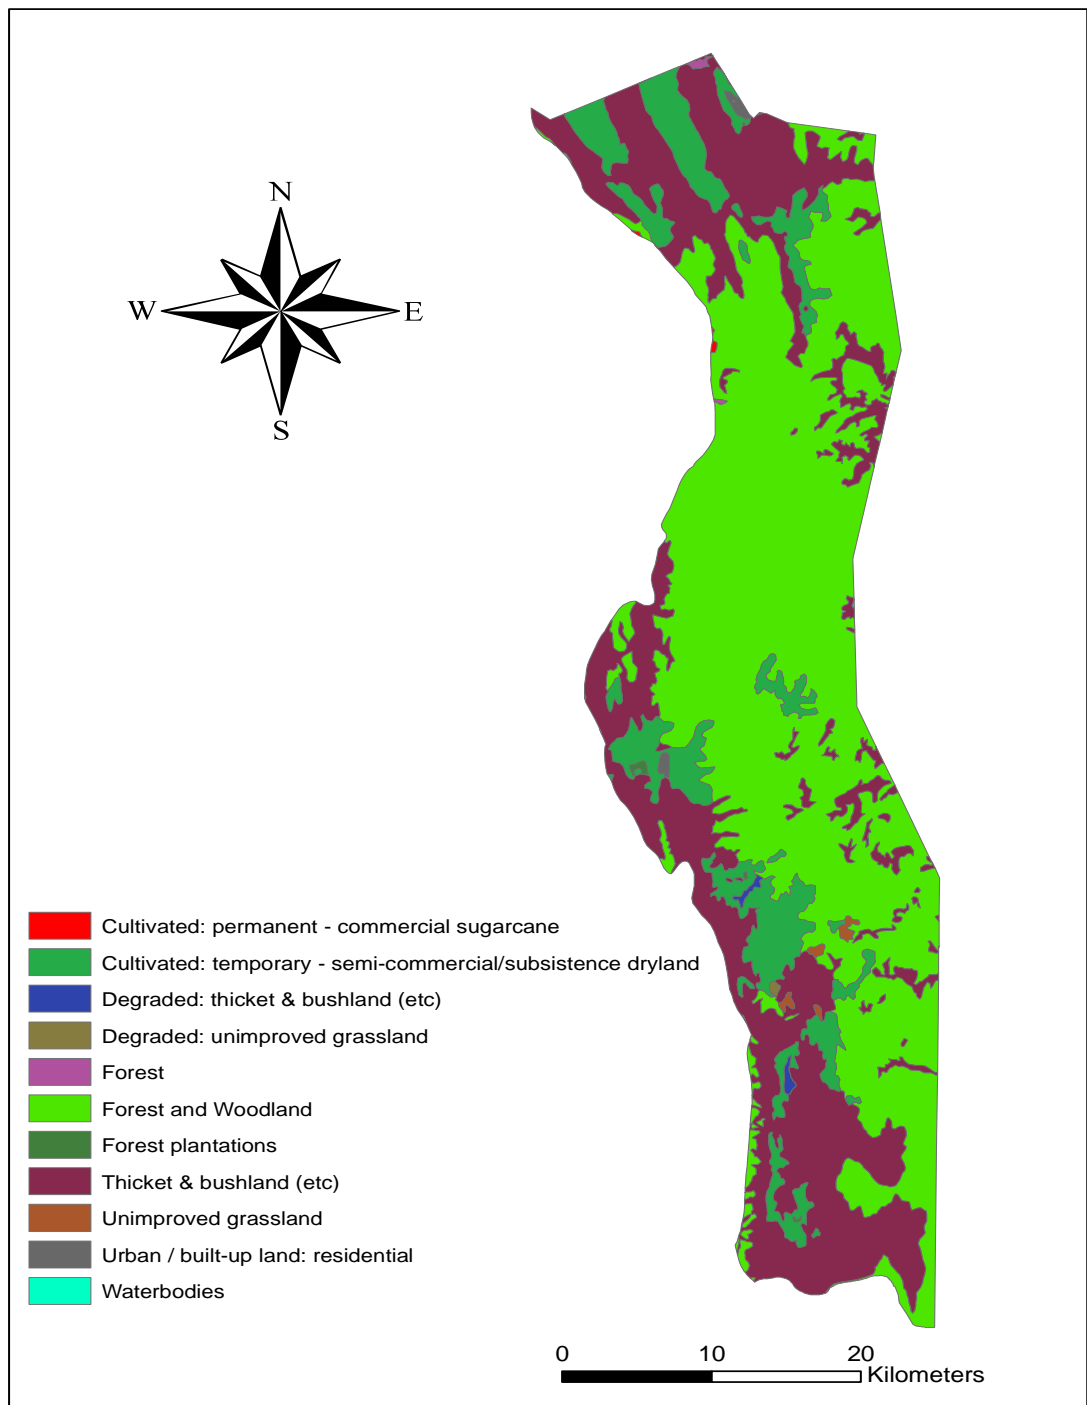 N
W
E
S
Cultivated: permanent - commercial sugarcane
Cultivated: temporary - semi-commercial/subsistence dryland
Degraded: thicket & bushland (etc)
Degraded: unimproved grassland
Forest
Forest and Woodland
Forest plantations
Thicket & bushland (etc)
Unimproved grassland
Urban / built-up land: residential
Waterbodies
0 10 20
Kilometers